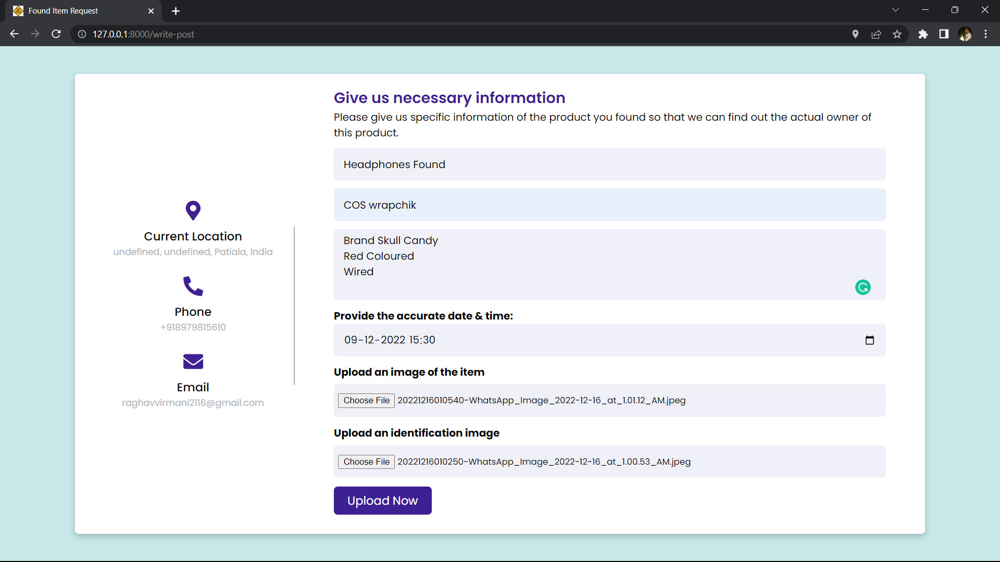 Found Item Request
127.0.0.1:8000/write-post
Give us necessary information
Please give us specific information of the product you found so that we can find out the actual owner of
this product.
Headphones Found
COS wrapchik
Brand Skull Candy
Red Coloured
Wired
Current Location
undefined, undefined, Patiala, India
Phone
+918979815610
Email
raghavvirmani2116@gmail.com
Provide the accurate date & time:
09-12-2022 15:30
Upload an image of the item
Choose File 20221216010540-WhatsApp_Image_2022-12-16_at_1.01.12_AM.jpeg
Upload an identification image
Choose File 20221216010250-WhatsApp_Image_2022-12-16_at_1.00.53_AM.jpeg
Upload Now